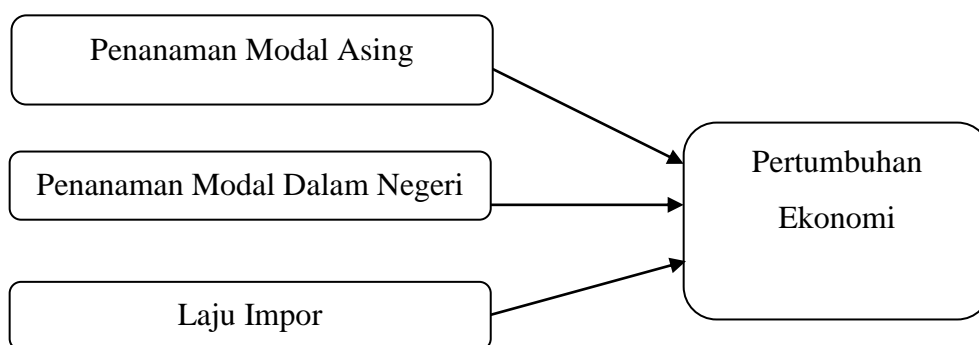 Penanaman Modal Asing
Penanaman Modal Dalam Negeri
Laju Impor
Pertumbuhan
Ekonomi